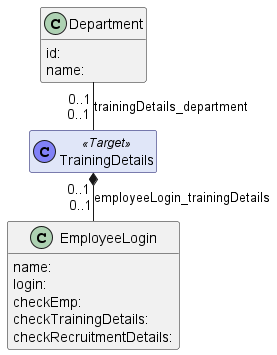 C Department
id:
name:
0..1
trainingDetails_department
0..1
C «Target»
TrainingDetails
0..1
employeeLogin_trainingDetails
0..1
C EmployeeLogin
name:
login:
checkEmp:
checkTrainingDetails:
checkRecruitmentDetails: